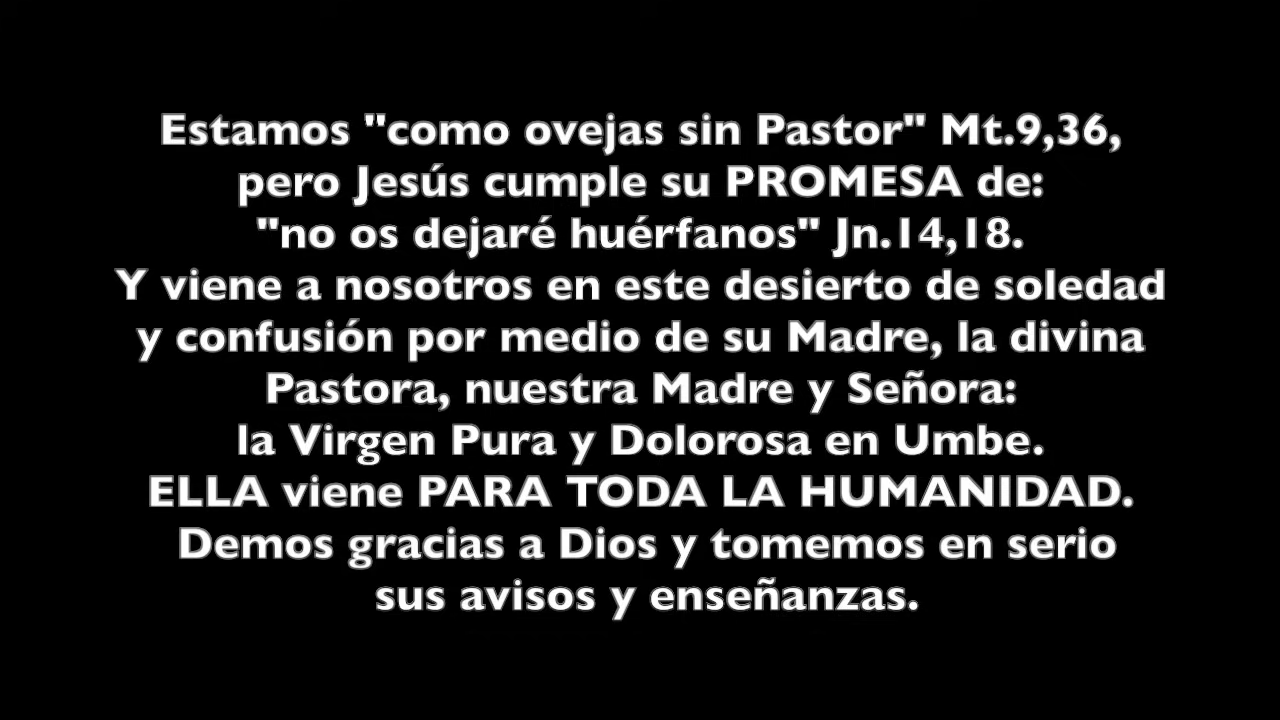 Estamos "como ovejas sin Pastor" Mt.9,36,
pero Jesús cumple su PROMESA de:
"no os dejaré huérfanos" Jn.14,18.
Y viene a nosotros en este desierto de soledad
y confusión por medio de su Madre, la divina
Pastora, nuestra Madre y Señora:
la Virgen Pura y Dolorosa en Umbe.
ELLA viene PARA TODA LA HUMANIDAD.
Demos gracias a Dios y tomemos en serio
sus avisos y enseñanzas.